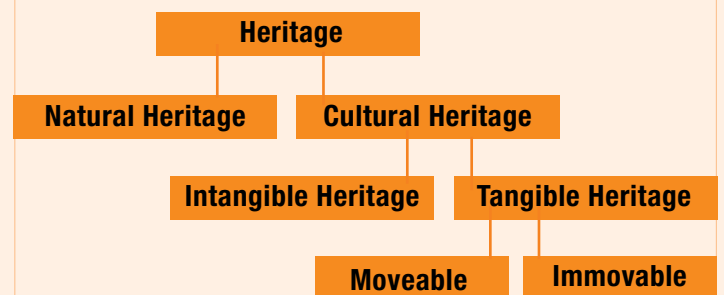 Heritage
Natural Heritage
Cultural Heritage
Intangible Heritage
Tangible Heritage
Moveable
Immovable